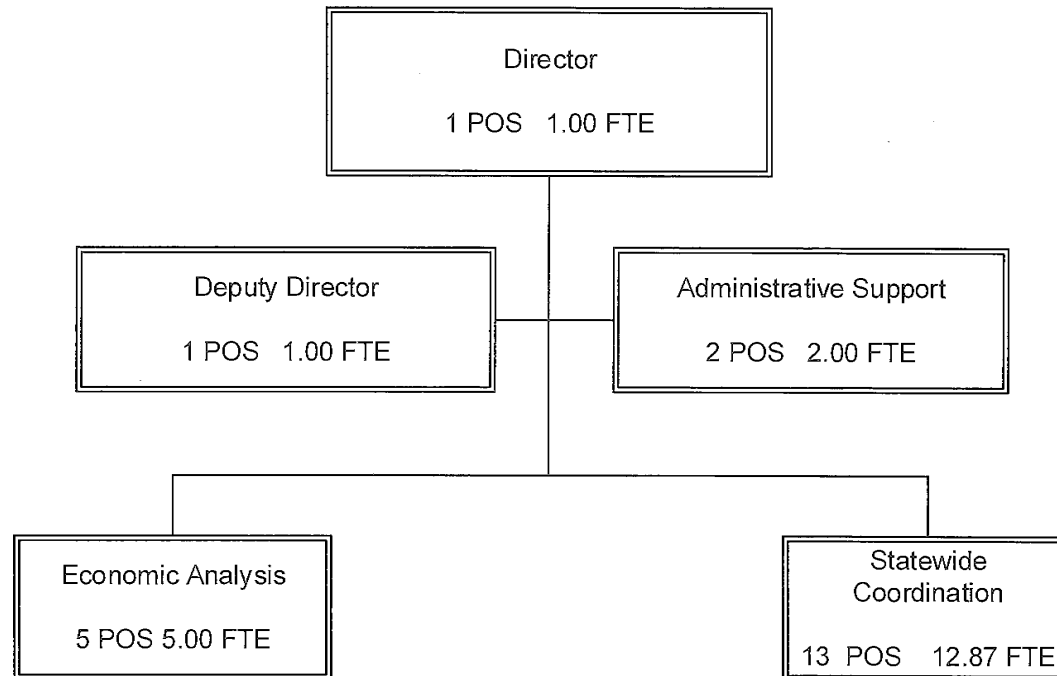 Director
1 POS 1.00 FTE
Deputy Director
1 POS 1.00 FTE
Administrative Support
2 POS 2.00 FTE
Economic Analysis
5 POS 5.00 FTE
Statewide
Coordination
13 POS 12.87 FTE